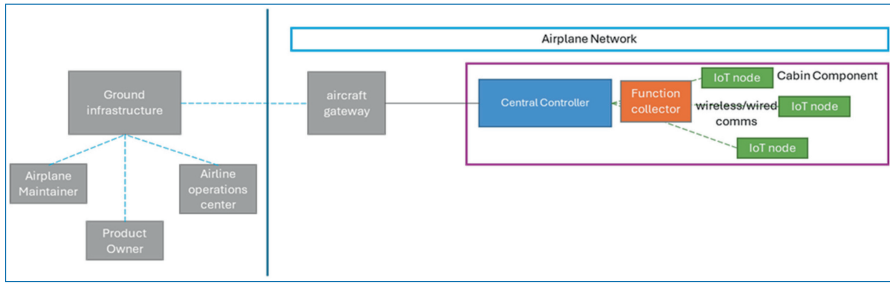 Airplane Network
Ground
infrastructure
aircraft
gateway
Central Controller
Function
collector
IoT node
Cabin Component
wireless/wired
comms
IoT node
IoT node
Airplane
Maintainer
Airline
operations
center
Product
Owner